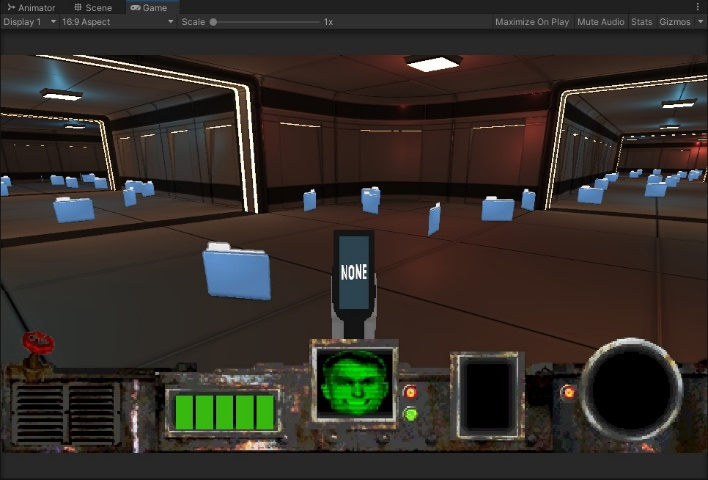 Animator Scene Game
Display 1 16:9 Aspect Scale 1x Maximize On Play Mute Audio Stats Gizmos
NONE